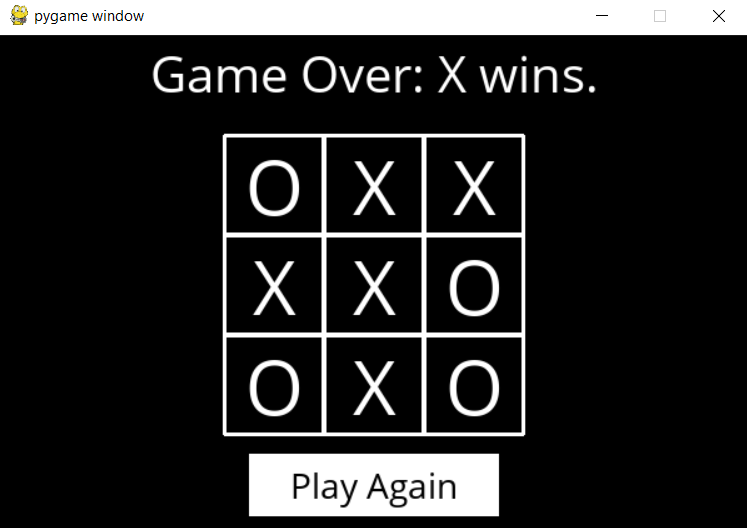 pygame window
Game Over: X wins.
O X X
X X O
O X O
Play Again